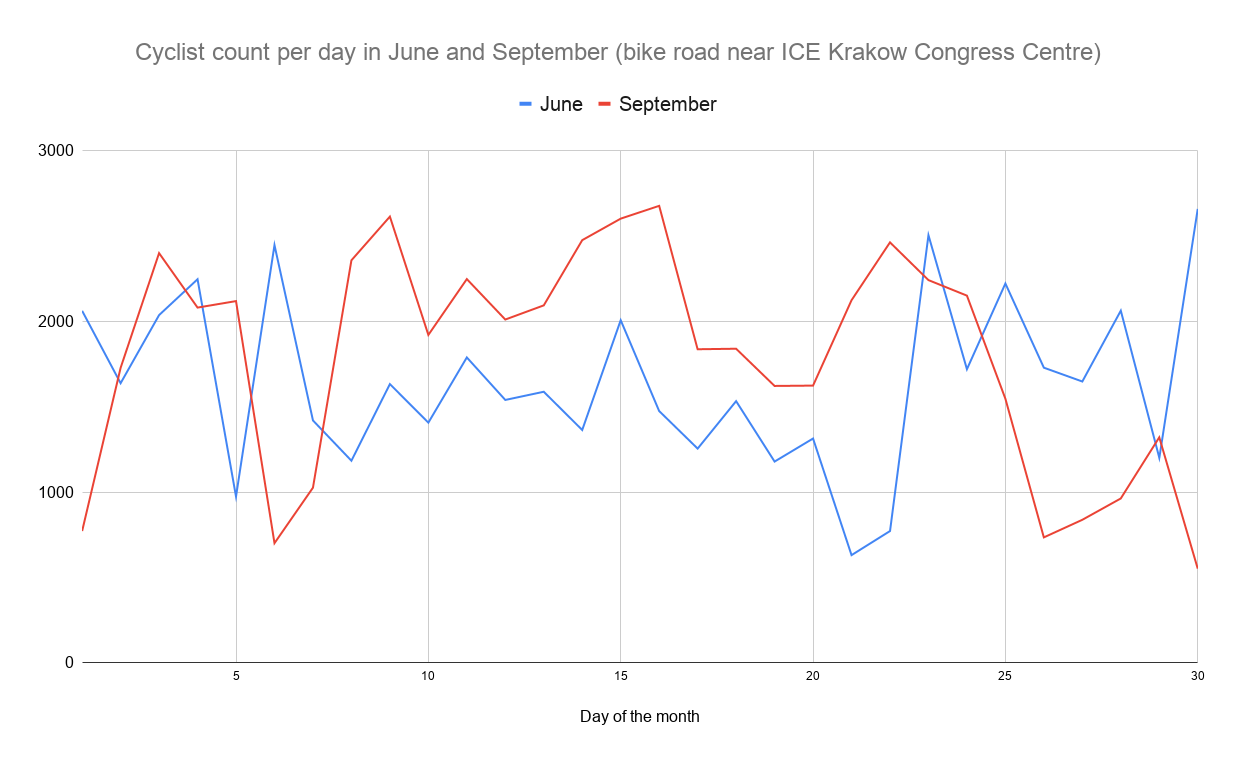 Cyclist count per day in June and September (bike road near ICE Krakow Congress Centre)
June September
3000
2000
1000
0
5 10 15 20 25 30
Day of the month